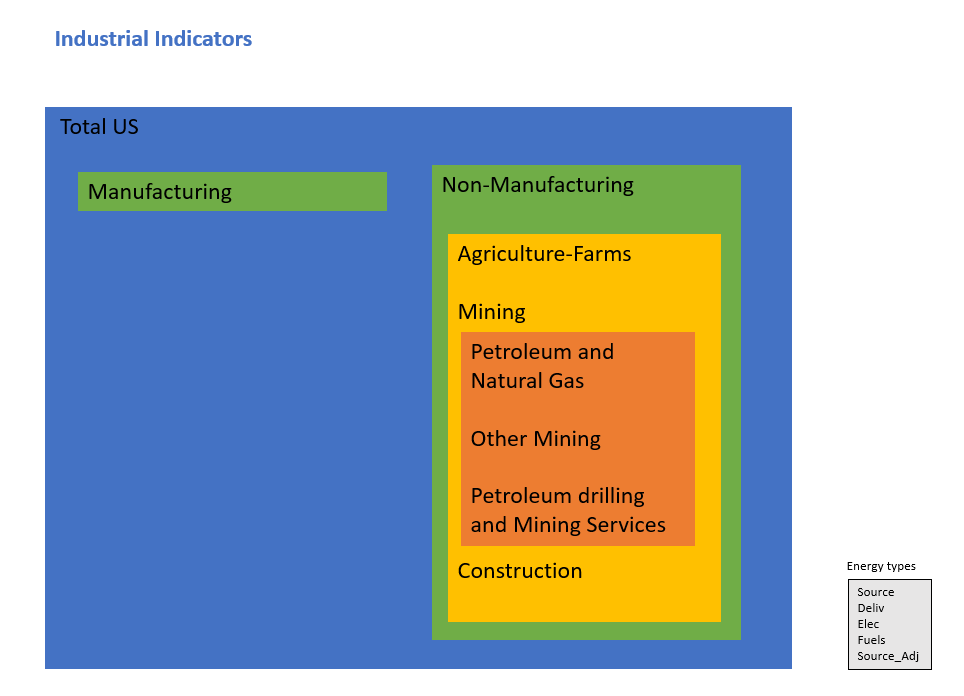 Industrial Indicators
Total US
Manufacturing
Non-Manufacturing
Agriculture-Farms
Mining
Petroleum and
Natural Gas
Other Mining
Petroleum drilling
and Mining Services
Construction
Energy types
Source
Deliv
Elec
Fuels
Source_Adj